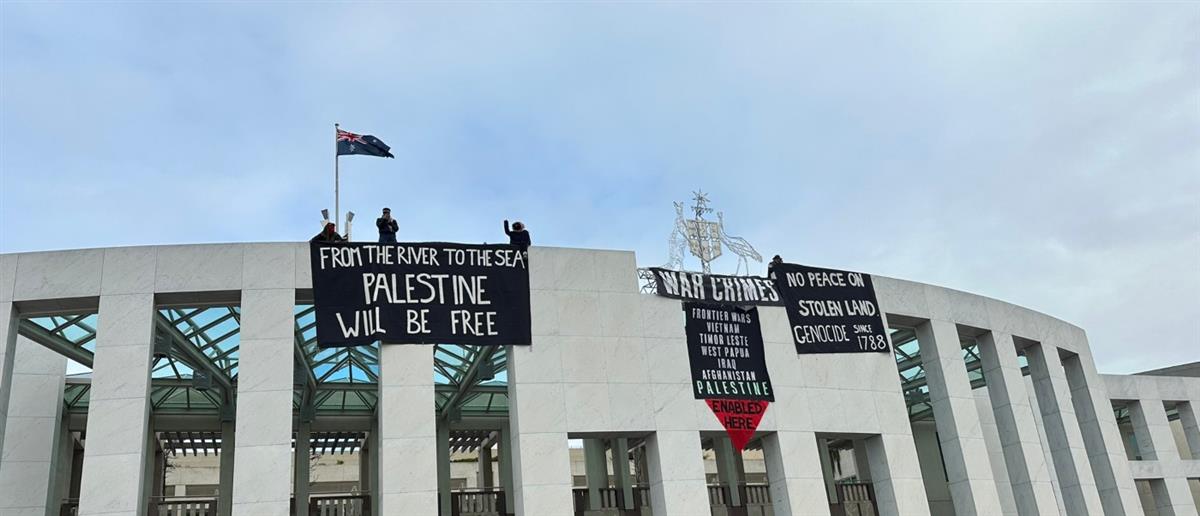 FROM THE RIVER TO THE SEA
PALESTINE
WILL BE FREE
WAR CRIMES
FRONTIER WARS
VIETNAM
TIMOR LESTE
WEST PAPUA
IRAQ
AFGHANISTAN
PALESTINE
ENABLED
HERE
NO PEACE ON
STOLEN LAND
GENOCIDE SINCE
1788